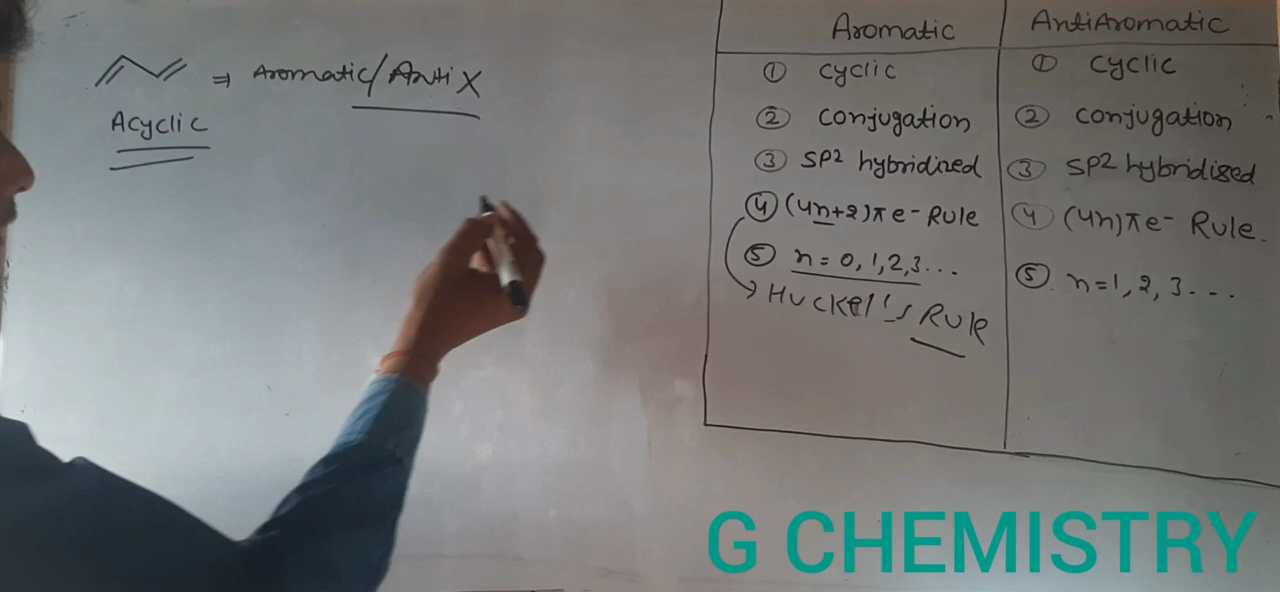 ⇒ Aromatic/Anti X
Acyclic
Aromatic
① cyclic
② conjugation
③ SP2 hybridized
④ (4n+2)πe- Rule
⑤ n = 0, 1, 2, 3...
→ Huckel's Rule
AntiAromatic
① cyclic
② conjugation
③ SP2 hybridized
④ (4n)πe- Rule.
⑤. n = 1, 2, 3---
G CHEMISTRY